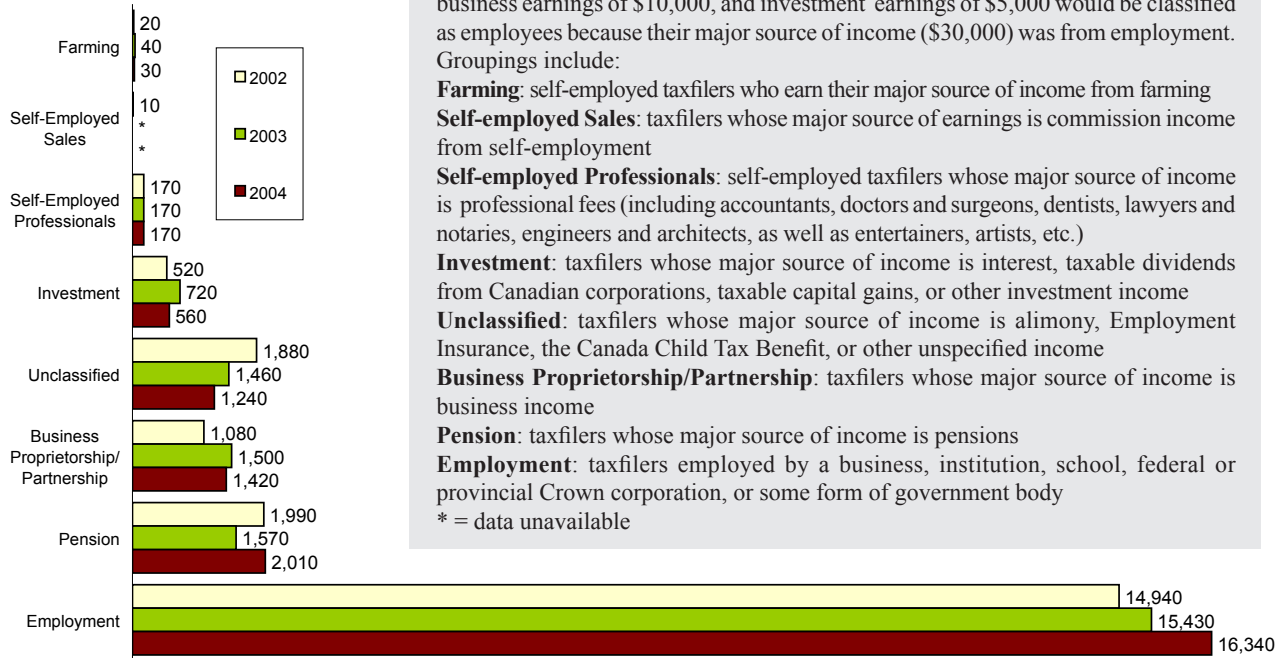 20
Farming
40
30
10
Self-Employed
Sales
*
*
170
Self-Employed
Professionals
170
170
520
Investment
720
560
1,880
Unclassified
1,460
1,240
1,080
Business
Proprietorship/
Partnership
1,500
1,420
1,990
Pension
1,570
2,010
14,940
Employment
15,430
16,340
2002
2003
2004
business earnings of $10,000, and investment earnings of $5,000 would be classified
as employees because their major source of income ($30,000) was from employment.
Groupings include:
Farming: self-employed taxfilers who earn their major source of income from farming
Self-employed Sales: taxfilers whose major source of earnings is commission income
from self-employment
Self-employed Professionals: self-employed taxfilers whose major source of income
is professional fees (including accountants, doctors and surgeons, dentists, lawyers and
notaries, engineers and architects, as well as entertainers, artists, etc.)
Investment: taxfilers whose major source of income is interest, taxable dividends
from Canadian corporations, taxable capital gains, or other investment income
Unclassified: taxfilers whose major source of income is alimony, Employment
Insurance, the Canada Child Tax Benefit, or other unspecified income
Business Proprietorship/Partnership: taxfilers whose major source of income is
business income
Pension: taxfilers whose major source of income is pensions
Employment: taxfilers employed by a business, institution, school, federal or
provincial Crown corporation, or some form of government body
* = data unavailable